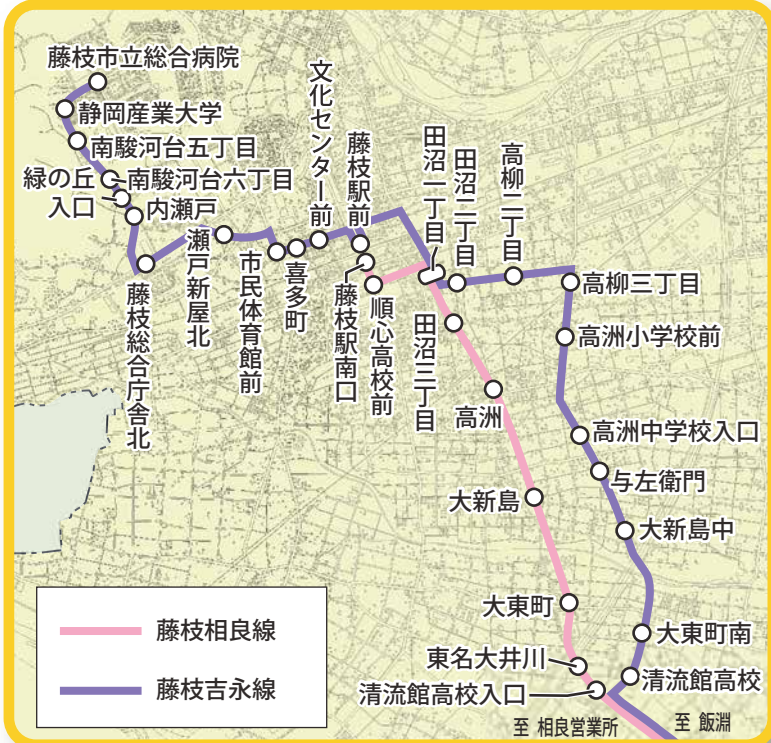 藤枝市立総合病院
静岡産業大学
南駿河台五丁目
南駿河台六丁目
緑の丘
入口
内瀬戸
藤枝総合庁舎北
瀬戸新屋北
市民体育館前
喜多町
文化センター前
藤枝駅前
藤枝駅南口
順心高校前
田沼一丁目
田沼二丁目
高柳二丁目
高柳三丁目
田沼三丁目
高洲小学校前
高洲
高洲中学校入口
与左衛門
大新島
大新島中
大東町
大東町南
東名大井川
清流館高校
清流館高校入口
至 相良営業所
至 飯淵
藤枝相良線
藤枝吉永線